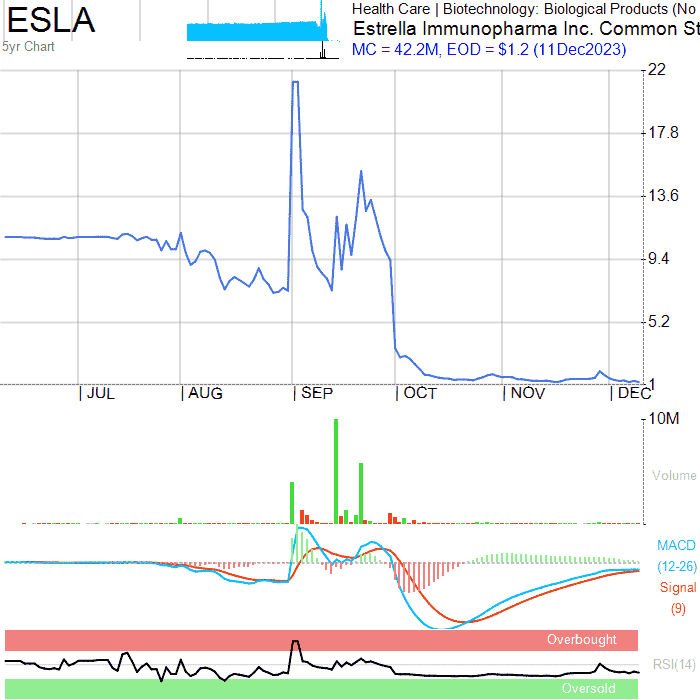 ESLA
5yr Chart
Health Care | Biotechnology: Biological Products (No
Estrella Immunopharma Inc. Common St
MC = 42.2M, EOD = $1.2 (11Dec2023)
22
17.8
13.6
9.4
5.2
1
JUL AUG SEP OCT NOV DEC
10M
Volume
MACD
(12-26)
Signal
(9)
Overbought
RSI(14)
Oversold